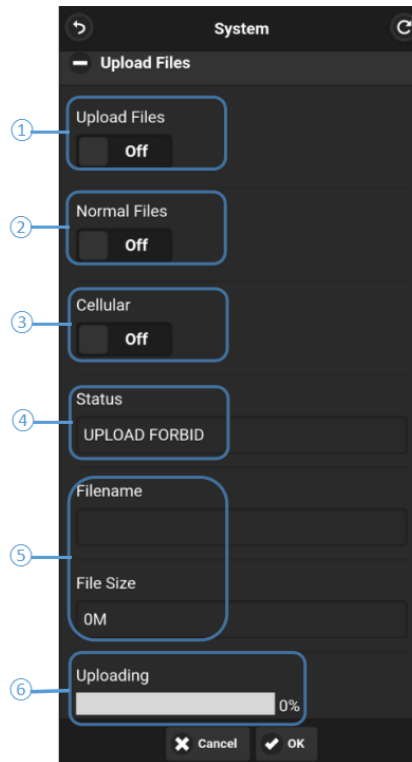 System
Upload Files
① Upload Files
Off
② Normal Files
Off
③ Cellular
Off
④ Status
UPLOAD FORBID
⑤ Filename
File Size
0M
⑥ Uploading
0%
Cancel OK